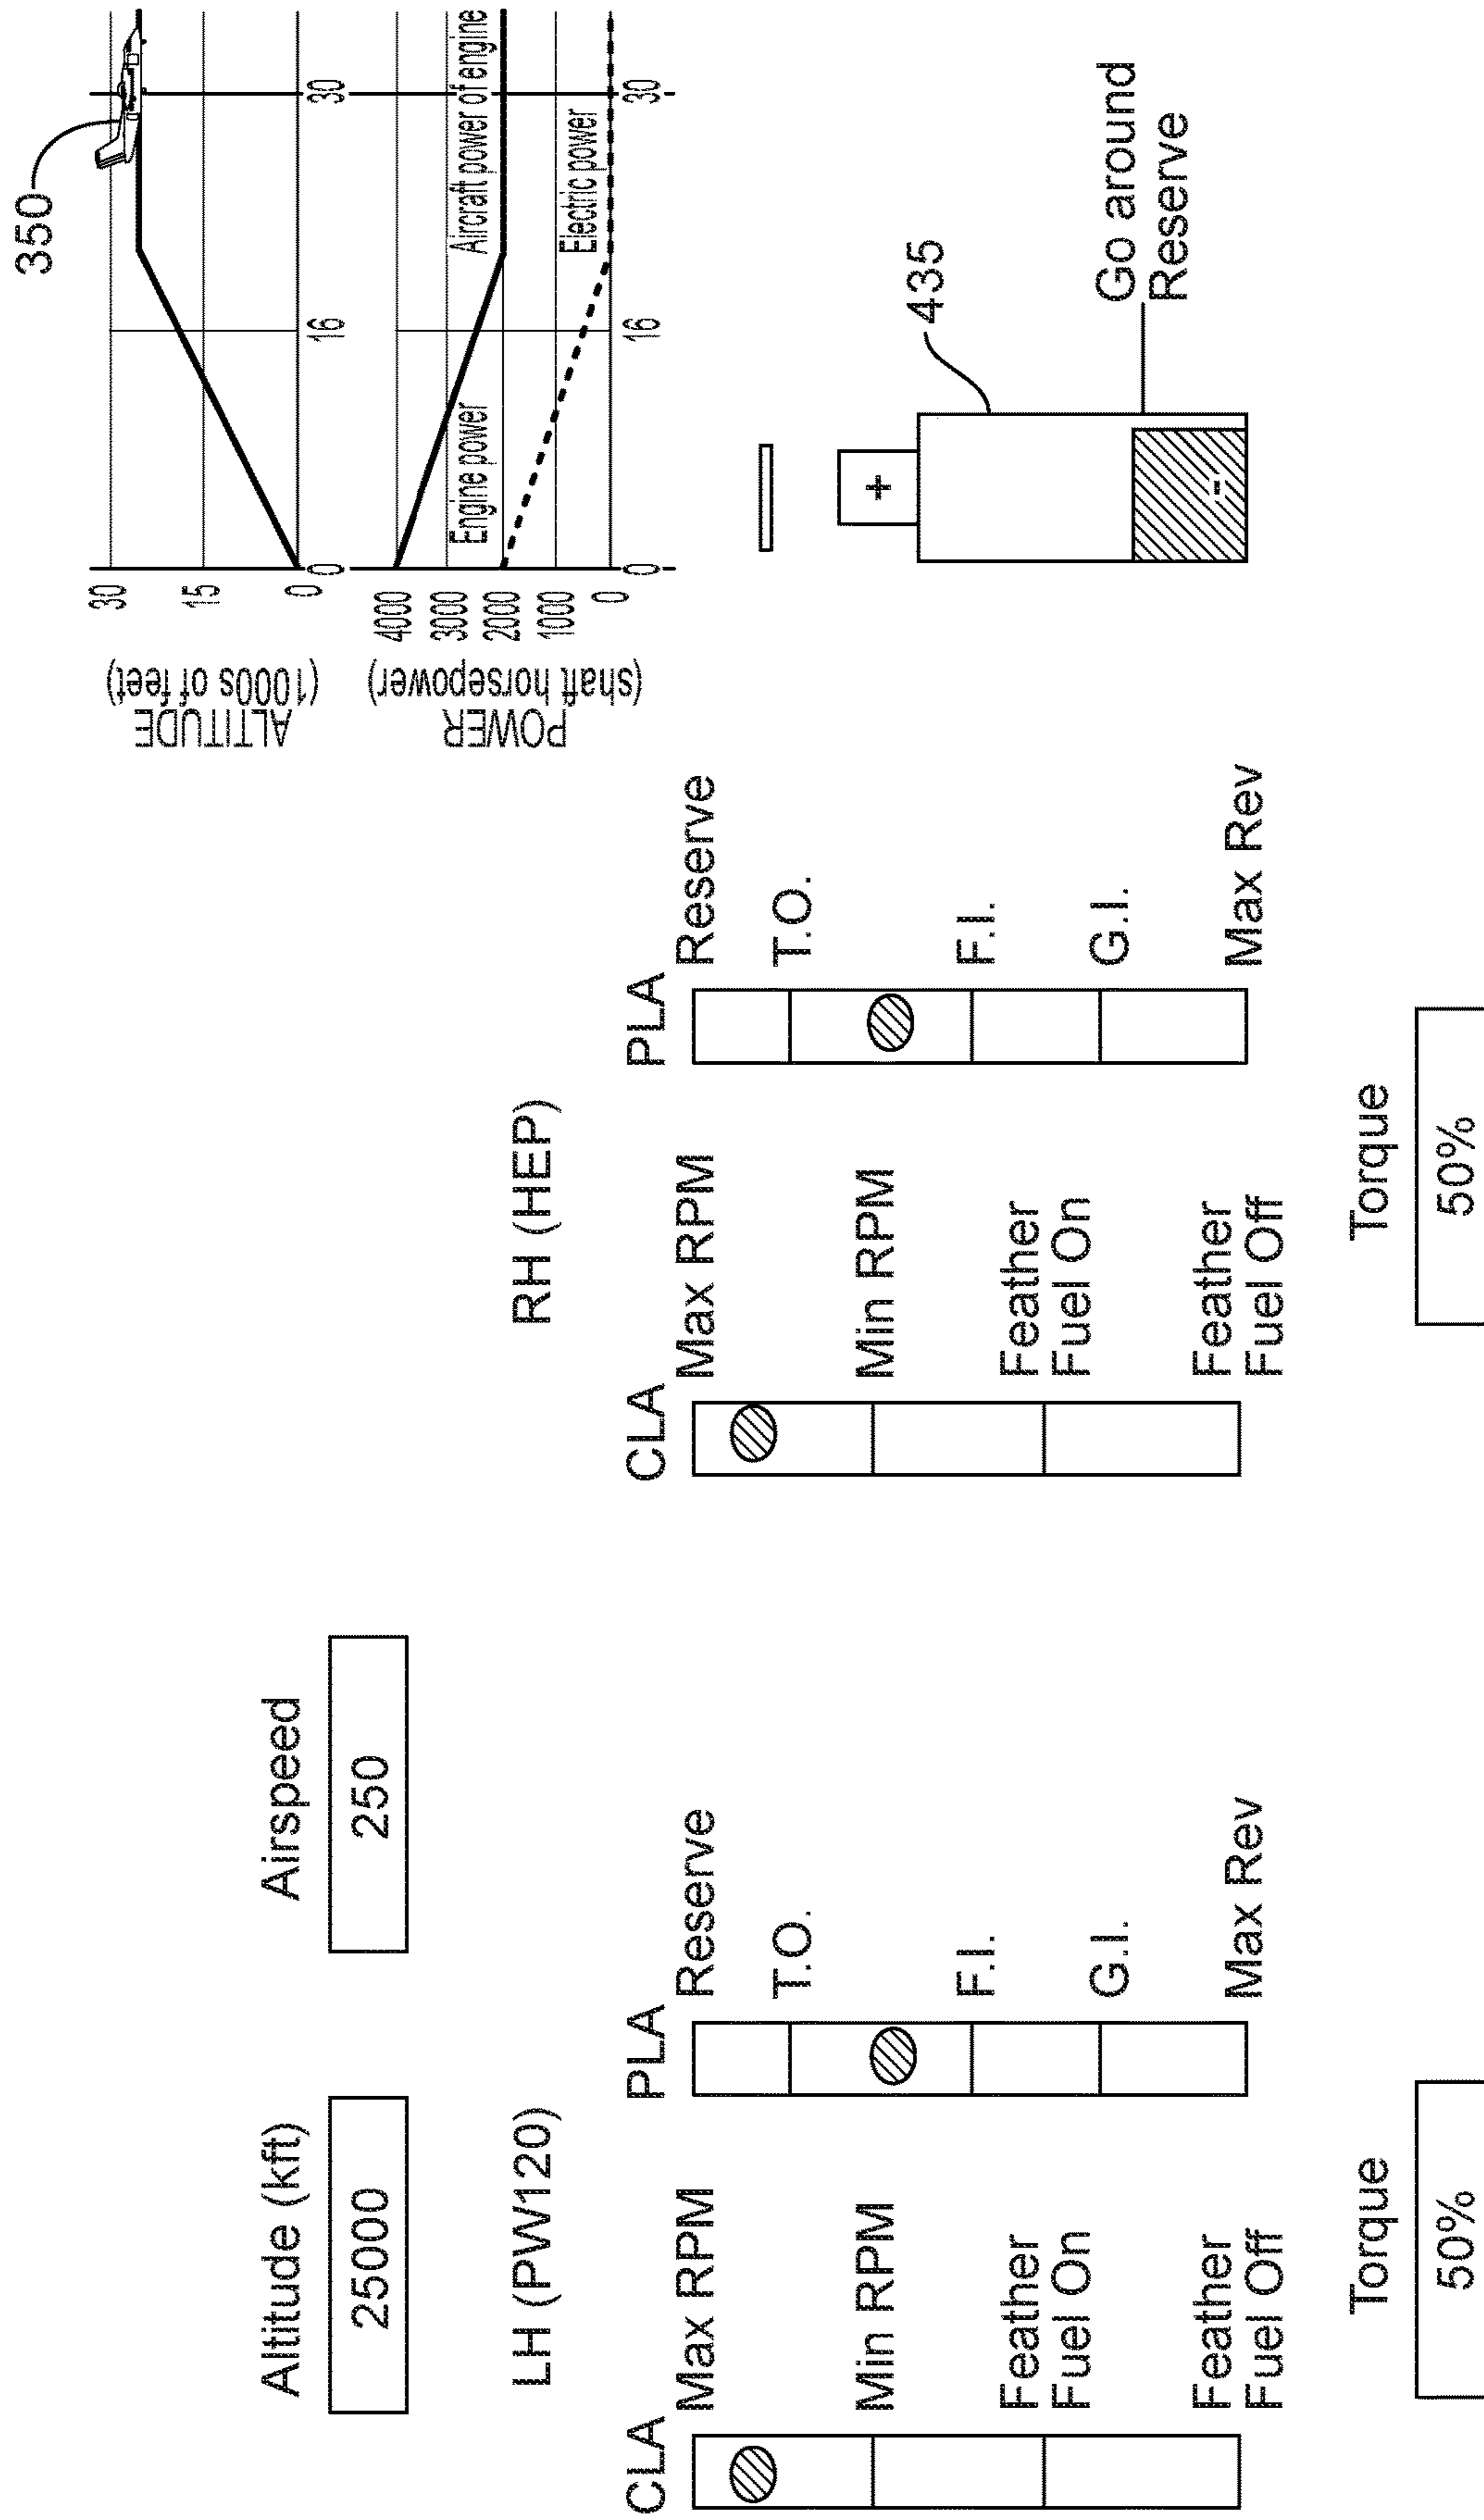 Altitude (kft)
25000
Airspeed
250
LH (PW120)
CLA
Max RPM
Min RPM
Feather
Fuel On
Feather
Fuel Off
PLA
Reserve
T.O.
F.I.
G.I.
Max Rev
Torque
50%
RH (HEP)
CLA
Max RPM
Min RPM
Feather
Fuel On
Feather
Fuel Off
PLA
Reserve
T.O.
F.I.
G.I.
Max Rev
Torque
50%
350
ALTITUDE
(1000s of feet)
30
15
0
0
16
30
POWER
(shaft horsepower)
4000
3000
2000
1000
0
Engine power
Aircraft power of engine
Electric power
0
16
30
+
--
435
Go around
Reserve